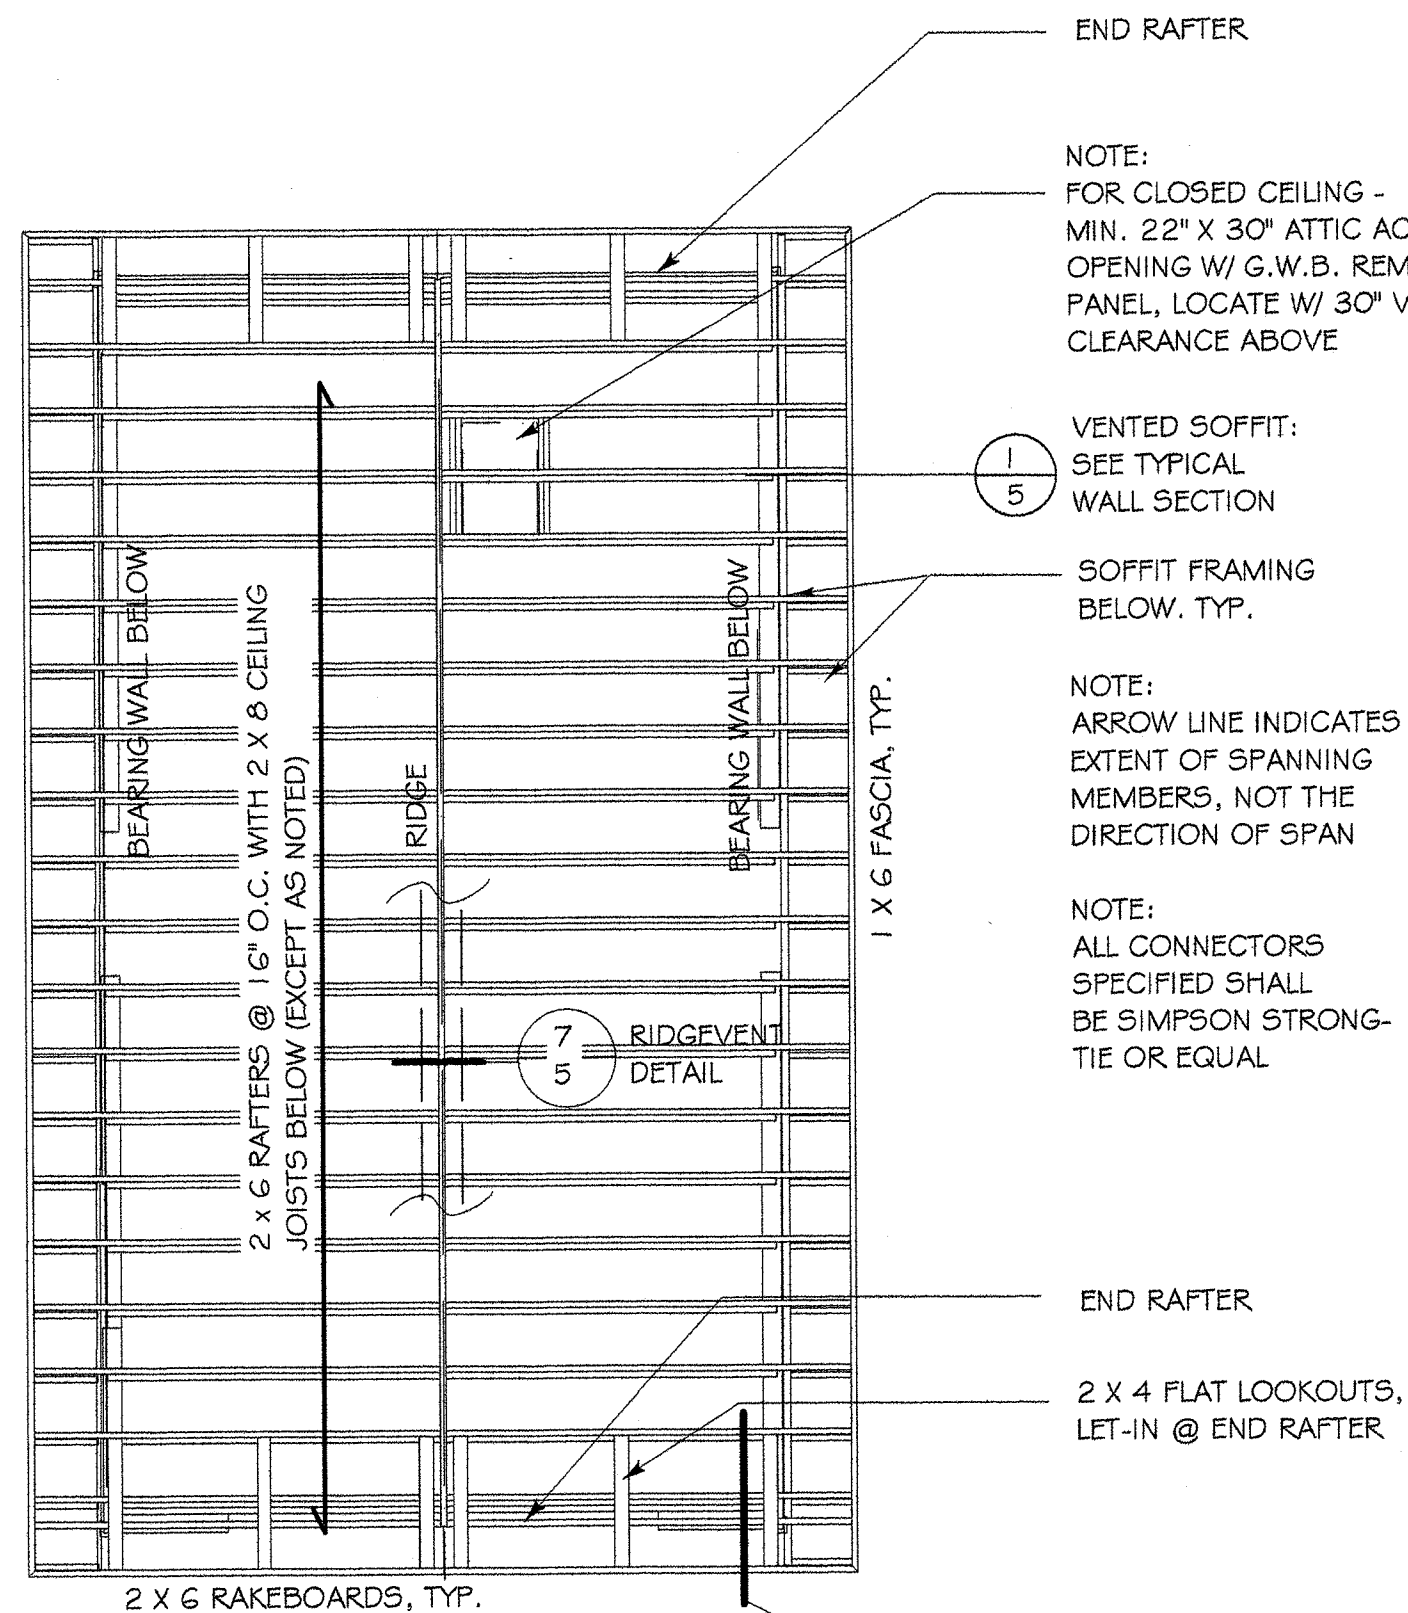 END RAFTER
NOTE:
FOR CLOSED CEILING -
MIN. 22" X 30" ATTIC
OPENING W/ G.W.B.
PANEL, LOCATE W/ 30"
CLEARANCE ABOVE
1
5
VENTED SOFFIT:
SEE TYPICAL
WALL SECTION
SOFFIT FRAMING
BELOW. TYP.
NOTE:
ARROW LINE INDICATES
EXTENT OF SPANNING
MEMBERS, NOT THE
DIRECTION OF SPAN
NOTE:
ALL CONNECTORS
SPECIFIED SHALL
BE SIMPSON STRONG-
TIE OR EQUAL
BEARING WALL BELOW
2 x 6 RAFTERS @ 16" O.C. WITH 2 X 8 CEILING
JOISTS BELOW (EXCEPT AS NOTED)
RIDGE
BEARING WALL BELOW
1 X 6 FASCIA, TYP.
7
5
RIDGEVENT
DETAIL
END RAFTER
2 X 4 FLAT LOOKOUTS,
LET-IN @ END RAFTER
2 X 6 RAKEBOARDS, TYP.